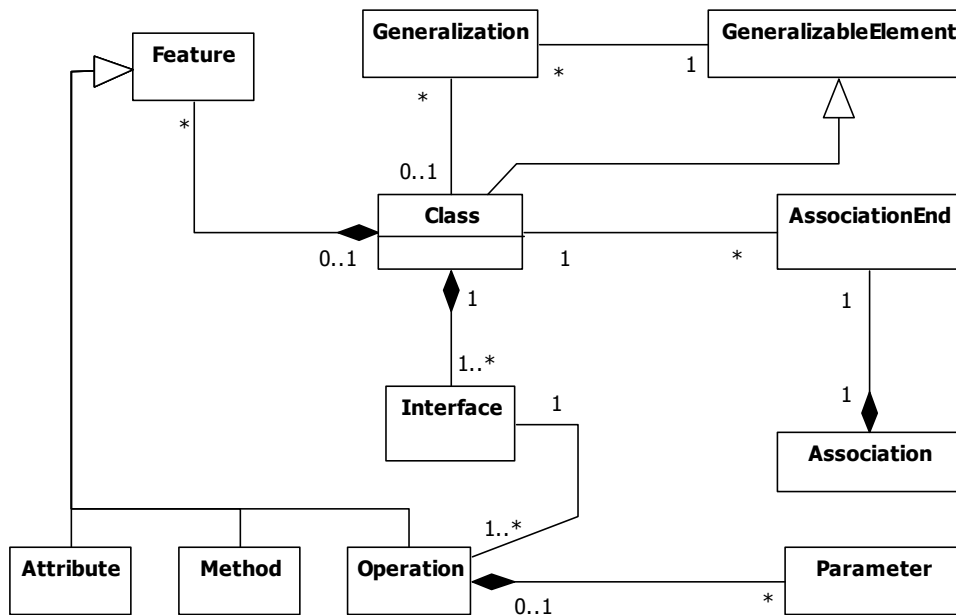 Feature
Generalization
GeneralizableElement
*
1
*
*
0..1
Class
AssociationEnd
0..1
1
*
1
1
1..*
1
Interface
1
Association
1..*
Attribute
Method
Operation
Parameter
0..1
*